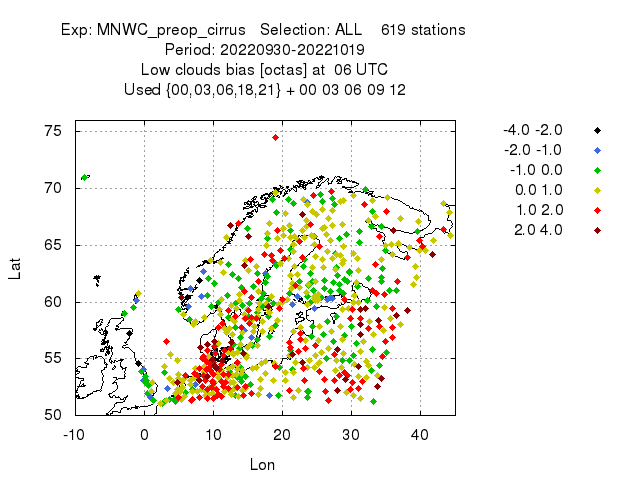 Exp: MNWC_preop_cirrus   Selection: ALL    619 stations
Period: 20220930-20221019
Low clouds bias [octas] at  06 UTC
Used {00,03,06,18,21} + 00 03 06 09 12
-4.0 -2.0
-2.0 -1.0
-1.0 0.0
0.0 1.0
1.0 2.0
2.0 4.0
75
70
65
60
55
50
Lat
-10 0 10 20 30 40
Lon